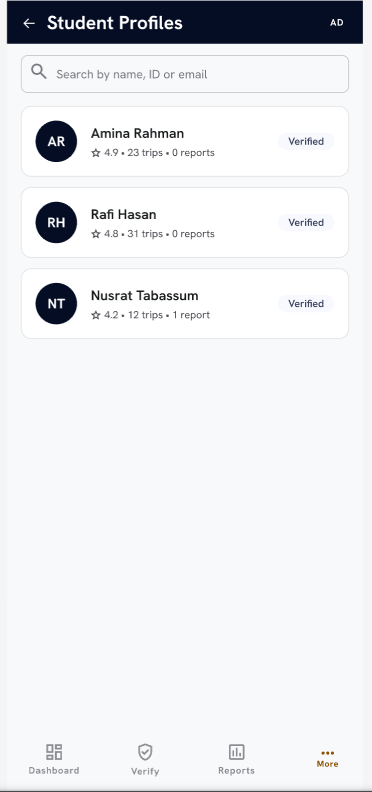 ← Student Profiles AD
Search by name, ID or email
AR Amina Rahman Verified
☆ 4.9 • 23 trips • 0 reports
RH Rafi Hasan Verified
☆ 4.8 • 31 trips • 0 reports
NT Nusrat Tabassum Verified
☆ 4.2 • 12 trips • 1 report
Dashboard Verify Reports More